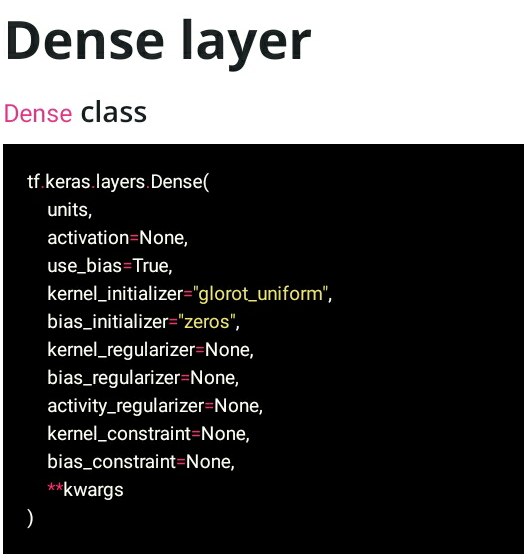 Dense layer
Dense class
tf.keras.layers.Dense(
    units,
    activation=None,
    use_bias=True,
    kernel_initializer="glorot_uniform",
    bias_initializer="zeros",
    kernel_regularizer=None,
    bias_regularizer=None,
    activity_regularizer=None,
    kernel_constraint=None,
    bias_constraint=None,
    **kwargs
)